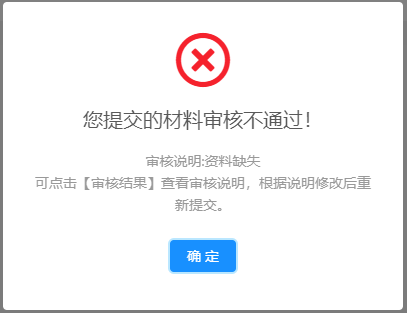 您提交的材料审核不通过！
审核说明:资料缺失
可点击【审核结果】查看审核说明，根据说明修改后重
新提交。
确 定